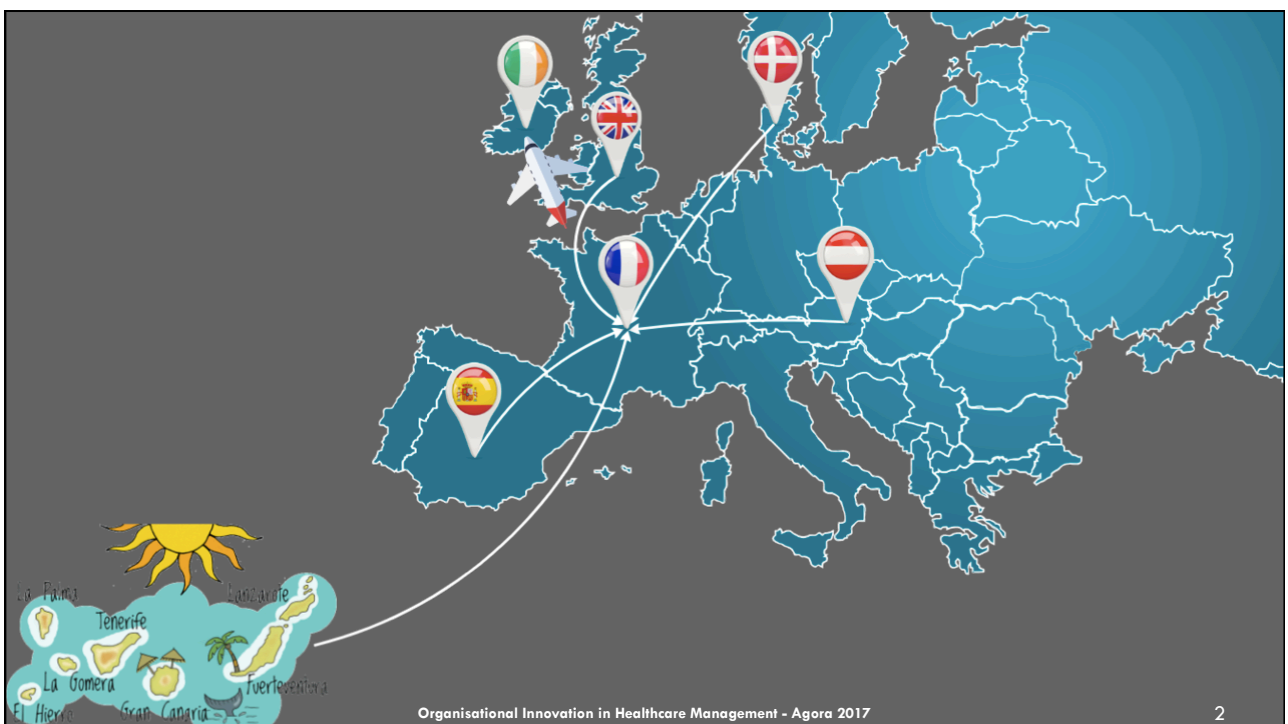 La Palma
Lanzarote
Tenerife
La Gomera
Fuerteventura
El Hierro
Gran Canaria
Organisational Innovation in Healthcare Management - Agora 2017
2